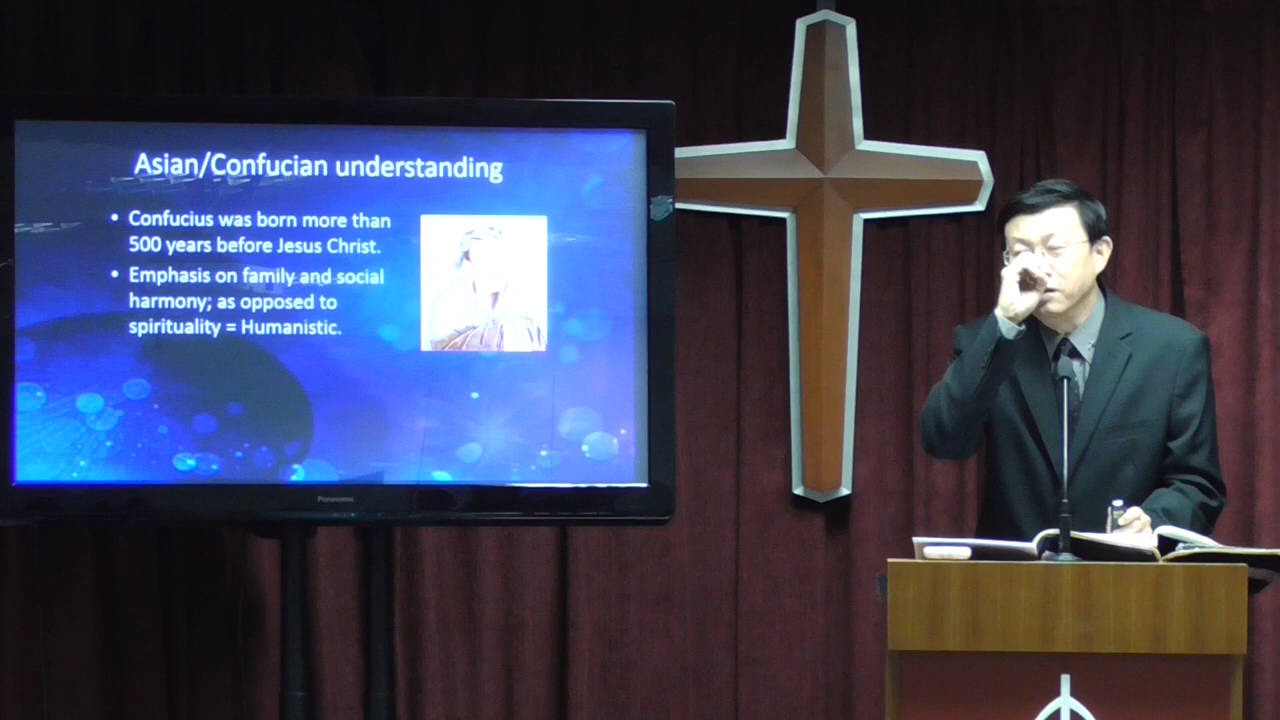 Asian/Confucian understanding
• Confucius was born more than
500 years before Jesus Christ.
• Emphasis on family and social
harmony; as opposed to
spirituality = Humanistic.
Panasonic